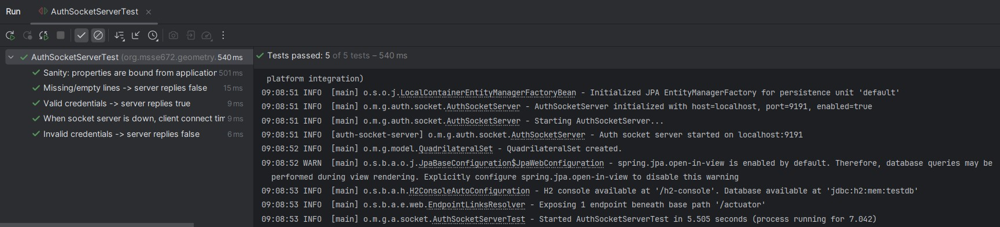 Run
AuthSocketServerTest
AuthSocketServerTest (org.msse672.geometry. 540 ms
Sanity: properties are bound from application 501 ms
Missing/empty lines -> server replies false 15 ms
Valid credentials -> server replies true 9 ms
When socket server is down, client connect tim 9 ms
Invalid credentials -> server replies false 6 ms
Tests passed: 5 of 5 tests – 540 ms
platform integration)
09:08:51 INFO  [main] o.s.o.j.LocalContainerEntityManagerFactoryBean - Initialized JPA EntityManagerFactory for persistence unit 'default'
09:08:51 INFO  [main] o.m.g.auth.socket.AuthSocketServer - AuthSocketServer initialized with host=localhost, port=9191, enabled=true
09:08:51 INFO  [main] o.m.g.auth.socket.AuthSocketServer - Starting AuthSocketServer...
09:08:51 INFO  [auth-socket-server] o.m.g.auth.socket.AuthSocketServer - Auth socket server started on localhost:9191
09:08:52 INFO  [main] o.m.g.model.QuadrilateralSet - QuadrilateralSet created.
09:08:52 WARN  [main] o.s.b.a.o.j.JpaBaseConfiguration$JpaWebConfiguration - spring.jpa.open-in-view is enabled by default. Therefore, database queries may be
performed during view rendering. Explicitly configure spring.jpa.open-in-view to disable this warning
09:08:53 INFO  [main] o.s.b.a.h.H2ConsoleAutoConfiguration - H2 console available at '/h2-console'. Database available at 'jdbc:h2:mem:testdb'
09:08:53 INFO  [main] o.s.b.a.e.web.EndpointLinksResolver - Exposing 1 endpoint beneath base path '/actuator'
09:08:53 INFO  [main] o.m.g.a.socket.AuthSocketServerTest - Started AuthSocketServerTest in 5.505 seconds (process running for 7.042)